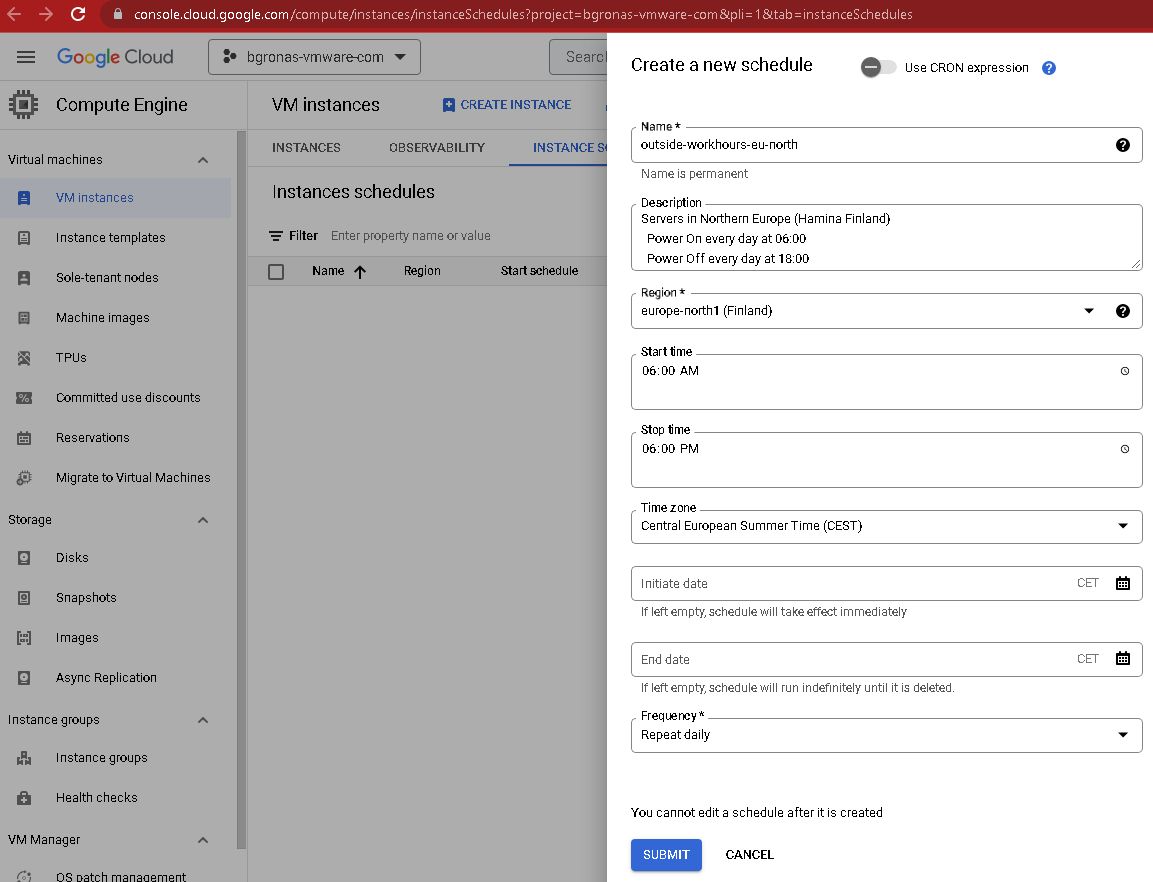 console.cloud.google.com/compute/instances/instanceSchedules?project=bgronas-vmware-com&pli=1&tab=instanceSchedules
Google Cloud
bgronas-vmware-com
Search
Compute Engine
Virtual machines
VM instances
Instance templates
Sole-tenant nodes
Machine images
TPUs
Committed use discounts
Reservations
Migrate to Virtual Machines
Storage
Disks
Snapshots
Images
Async Replication
Instance groups
Instance groups
Health checks
VM Manager
OS patch management
VM instances
CREATE INSTANCE
INSTANCES
OBSERVABILITY
INSTANCE S
Instances schedules
Filter
Enter property name or value
Name
Region
Start schedule
Create a new schedule
Use CRON expression
Name *
outside-workhours-eu-north
Name is permanent
Description
Servers in Northern Europe (Hamina Finland)
Power On every day at 06:00
Power Off every day at 18:00
Region *
europe-north1 (Finland)
Start time
06:00 AM
Stop time
06:00 PM
Time zone
Central European Summer Time (CEST)
Initiate date
CET
If left empty, schedule will take effect immediately
End date
CET
If left empty, schedule will run indefinitely until it is deleted.
Frequency *
Repeat daily
You cannot edit a schedule after it is created
SUBMIT
CANCEL